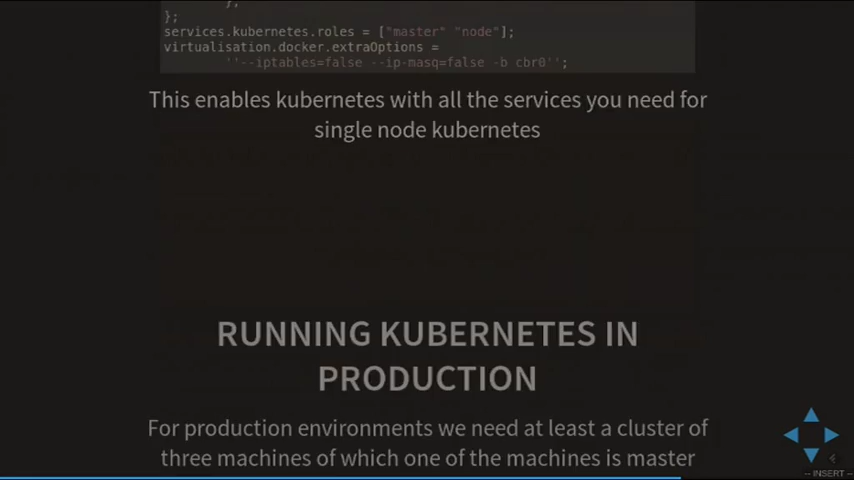 };
};
services.kubernetes.roles = ["master" "node"];
virtualisation.docker.extraOptions =
''--iptables=false --ip-masq=false -b cbr0'';
This enables kubernetes with all the services you need for
single node kubernetes
RUNNING KUBERNETES IN
PRODUCTION
For production environments we need at least a cluster of
three machines of which one of the machines is master
-- INSERT --